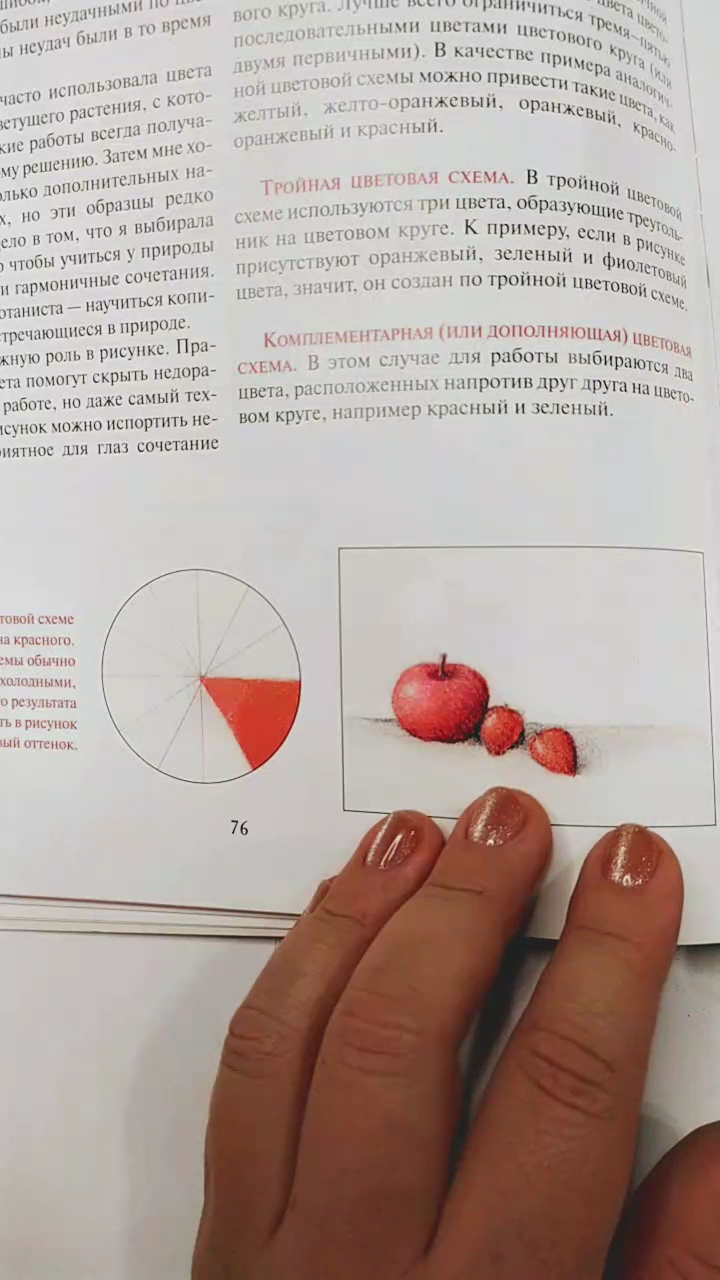 были неудачными по
ы неудач были в то время
часто использовала цвета
ветущего растения, с кото-
кие работы всегда получа-
му решению. Затем мне хо-
олько дополнительных на-
х, но эти образцы редко
ело в том, что я выбирала
о чтобы учиться у природы
и гармоничные сочетания.
отаниста — научиться копи-
стречающиеся в природе.
жную роль в рисунке. Пра-
ета помогут скрыть недора-
работе, но даже самый тех-
исунок можно испортить не-
риятное для глаз сочетание
вого круга. Лучше всего ограничиться тремя–пятью
последовательными цветами цветового круга (или
двумя первичными). В качестве примера аналогич-
ной цветовой схемы можно привести такие цвета, как
желтый, желто-оранжевый, оранжевый, красно-
оранжевый и красный.
Тройная цветовая схема. В тройной цветовой
схеме используются три цвета, образующие треуголь-
ник на цветовом круге. К примеру, если в рисунке
присутствуют оранжевый, зеленый и фиолетовый
цвета, значит, он создан по тройной цветовой схеме.
Комплементарная (или дополняющая) цветовая
схема. В этом случае для работы выбираются два
цвета, расположенных напротив друг друга на цвето-
вом круге, например красный и зеленый.
товой схеме
на красного.
емы обычно
холодными,
о результата
ть в рисунок
вый оттенок.
76